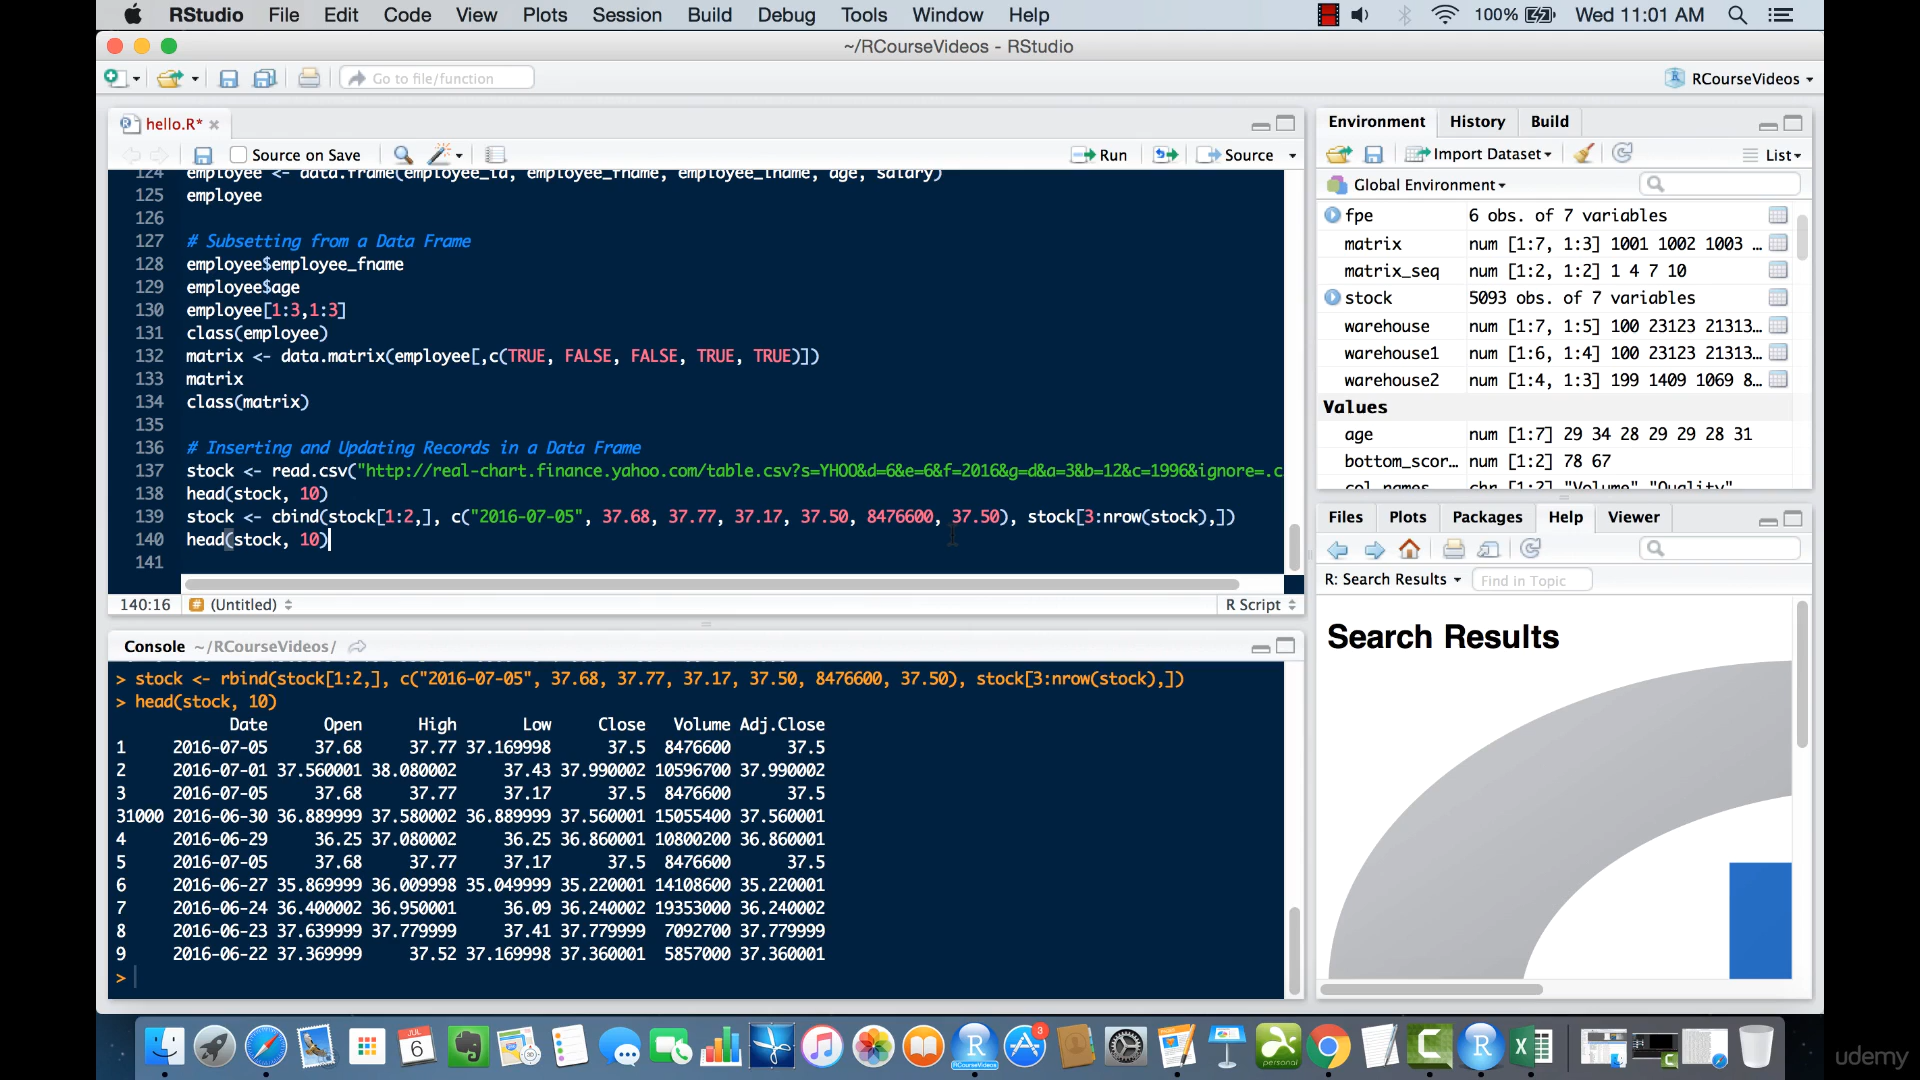 RStudio File Edit Code View Plots Session Build Debug Tools Window Help 100% Wed 11:01 AM
~/RCourseVideos - RStudio
Go to file/function RCourseVideos
hello.R*
Source on Save Run Source
124 employee <- data.frame(employee_id, employee_fname, employee_lname, age, salary)
125 employee
126
127 # Subsetting from a Data Frame
128 employee$employee_fname
129 employee$age
130 employee[1:3,1:3]
131 class(employee)
132 matrix <- data.matrix(employee[,c(TRUE, FALSE, FALSE, TRUE, TRUE)])
133 matrix
134 class(matrix)
135
136 # Inserting and Updating Records in a Data Frame
137 stock <- read.csv("http://real-chart.finance.yahoo.com/table.csv?s=YHOO&d=6&e=6&f=2016&g=d&a=3&b=12&c=1996&ignore=.c
138 head(stock, 10)
139 stock <- cbind(stock[1:2,], c("2016-07-05", 37.68, 37.77, 37.17, 37.50, 8476600, 37.50), stock[3:nrow(stock),])
140 head(stock, 10)
141
140:16 # (Untitled) R Script
Console ~/RCourseVideos/
> stock <- rbind(stock[1:2,], c("2016-07-05", 37.68, 37.77, 37.17, 37.50, 8476600, 37.50), stock[3:nrow(stock),])
> head(stock, 10)
Date Open High Low Close Volume Adj.Close
1 2016-07-05 37.68 37.77 37.169998 37.5 8476600 37.5
2 2016-07-01 37.560001 38.080002 37.43 37.990002 10596700 37.990002
3 2016-07-05 37.68 37.77 37.17 37.5 8476600 37.5
31000 2016-06-30 36.889999 37.580002 36.889999 37.560001 15055400 37.560001
4 2016-06-29 36.25 37.080002 36.25 36.860001 10800200 36.860001
5 2016-07-05 37.68 37.77 37.17 37.5 8476600 37.5
6 2016-06-27 35.869999 36.009998 35.049999 35.220001 14108600 35.220001
7 2016-06-24 36.400002 36.950001 36.09 36.240002 19353000 36.240002
8 2016-06-23 37.639999 37.779999 37.41 37.779999 7092700 37.779999
9 2016-06-22 37.369999 37.52 37.169998 37.360001 5857000 37.360001
>
Environment History Build
Import Dataset List
Global Environment
fpe 6 obs. of 7 variables
matrix num [1:7, 1:3] 1001 1002 1003 ...
matrix_seq num [1:2, 1:2] 1 4 7 10
stock 5093 obs. of 7 variables
warehouse num [1:7, 1:5] 100 23123 21313...
warehouse1 num [1:6, 1:4] 100 23123 21313...
warehouse2 num [1:4, 1:3] 199 1409 1069 8...
Values
age num [1:7] 29 34 28 29 29 28 31
bottom_scor... num [1:2] 78 67
col_names chr [1:2] "Volume" "Quality"
Files Plots Packages Help Viewer
R: Search Results Find in Topic
Search Results
JUL
6
30
3
RCourseVideos
personal
udemy